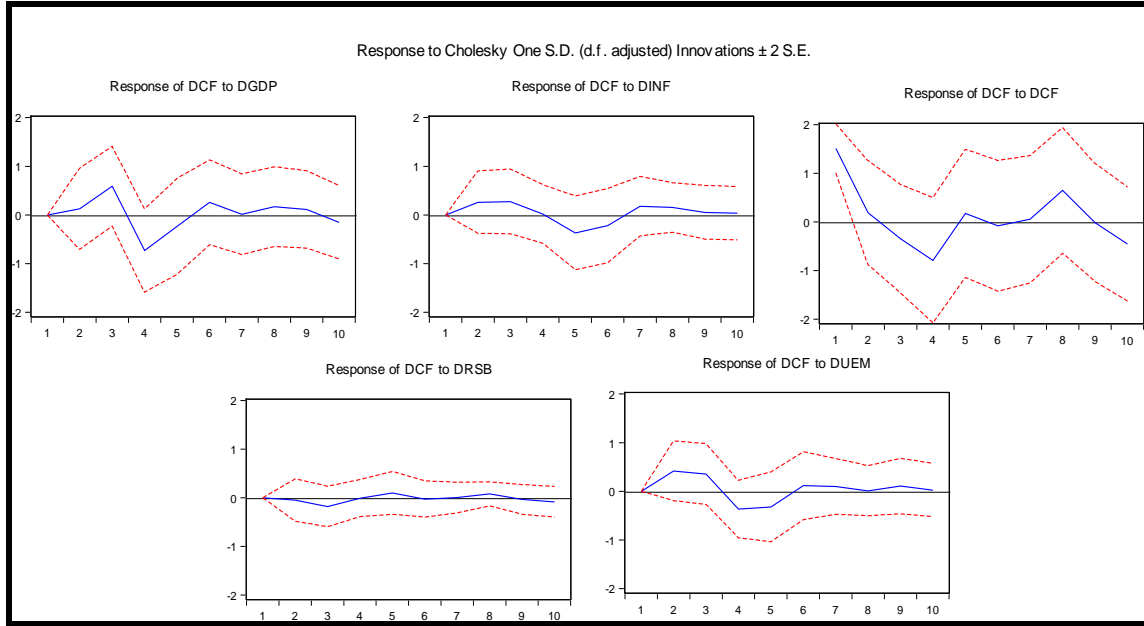 Response to Cholesky One S.D. (d.f. adjusted) Innovations ± 2 S.E.
Response of DCF to DGDP
2
1
0
-1
-2
1 2 3 4 5 6 7 8 9 10
Response of DCF to DINF
2
1
0
-1
-2
1 2 3 4 5 6 7 8 9 10
Response of DCF to DCF
2
1
0
-1
-2
1 2 3 4 5 6 7 8 9 10
Response of DCF to DRSB
2
1
0
-1
-2
1 2 3 4 5 6 7 8 9 10
Response of DCF to DUEM
2
1
0
-1
-2
1 2 3 4 5 6 7 8 9 10